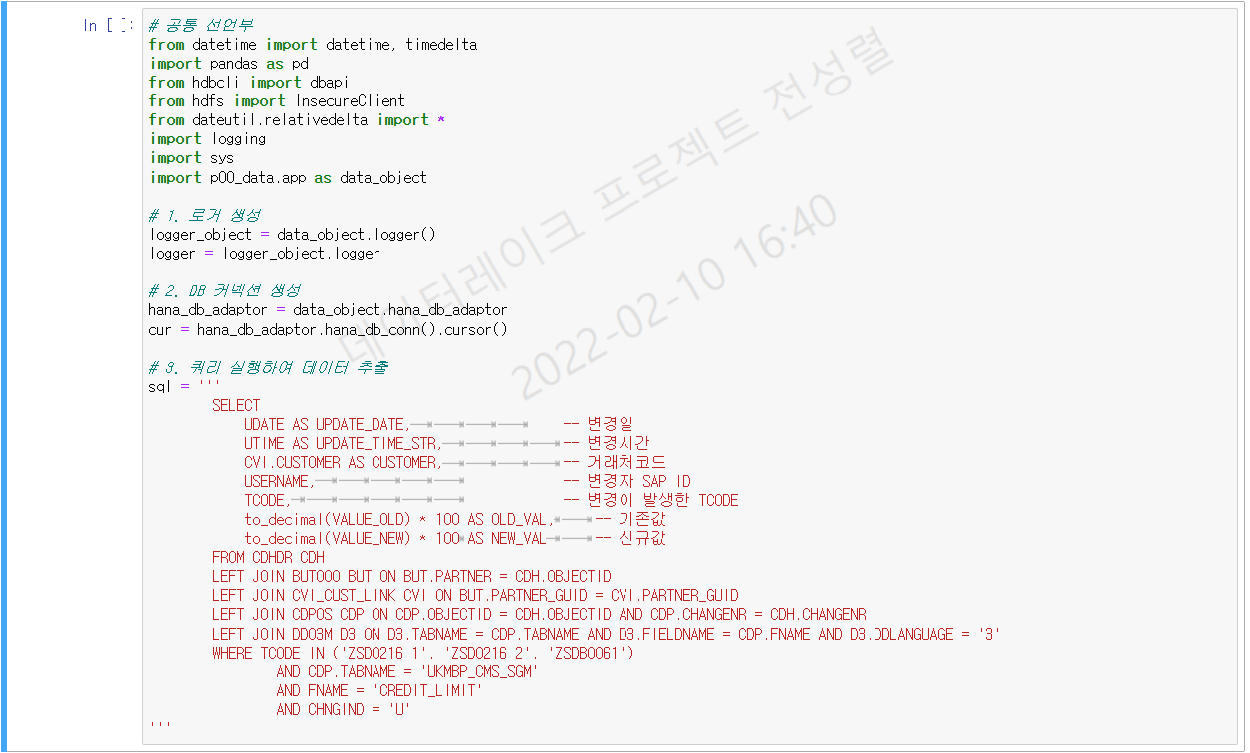 In [ ]:
# 공통 선언부
from datetime import datetime, timedelta
import pandas as pd
from hdbcli import dbapi
from hdfs import InsecureClient
from dateutil.relativedelta import *
import logging
import sys
import p00_data.app as data_object
# 1. 로거 생성
logger_object = data_object.logger()
logger = logger_object.logger
# 2. DB 커넥션 생성
hana_db_adaptor = data_object.hana_db_adaptor
cur = hana_db_adaptor.hana_db_conn().cursor()
# 3. 쿼리 실행하여 데이터 추출
sql = '''
SELECT
UDATE AS UPDATE_DATE, -- 변경일
UTIME AS UPDATE_TIME_STR, -- 변경시간
CVI.CUSTOMER AS CUSTOMER, -- 거래처코드
USERNAME, -- 변경자 SAP ID
TCODE, -- 변경이 발생한 TCODE
to_decimal(VALUE_OLD) * 100 AS OLD_VAL, -- 기존값
to_decimal(VALUE_NEW) * 100 AS NEW_VAL -- 신규값
FROM CDHDR CDH
LEFT JOIN BUT000 BUT ON BUT.PARTNER = CDH.OBJECTID
LEFT JOIN CVI_CUST_LINK CVI ON BUT.PARTNER_GUID = CVI.PARTNER_GUID
LEFT JOIN CDPOS CDP ON CDP.OBJECTID = CDH.OBJECTID AND CDP.CHANGENR = CDH.CHANGENR
LEFT JOIN DD03M D3 ON D3.TABNAME = CDP.TABNAME AND D3.FIELDNAME = CDP.FNAME AND D3.DDLANGUAGE = '3'
WHERE TCODE IN ('ZSD0216_1', 'ZSD0216_2', 'ZSDB0061')
AND CDP.TABNAME = 'UKMBP_CMS_SGM'
AND FNAME = 'CREDIT_LIMIT'
AND CHNGIND = 'U'
'''
데이터레이크 프로젝트 전성렬
2022-02-10 16:40